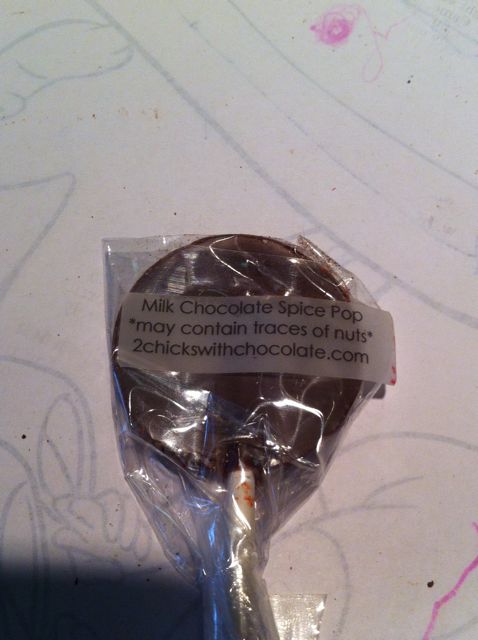 Milk Chocolate Spice Pop
*may contain traces of nuts*
2chickswithchocolate.com